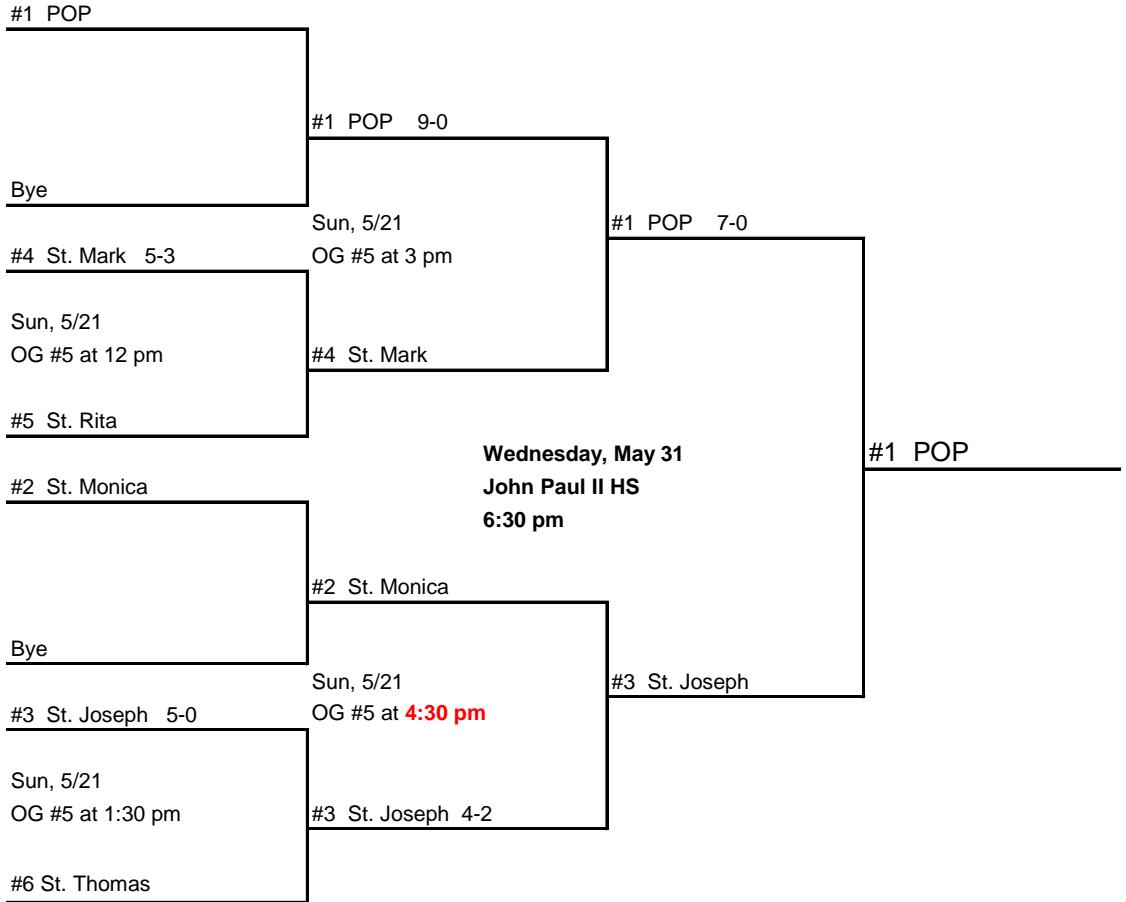 #1 POP
#1 POP 9-0
Bye
Sun, 5/21
OG #5 at 3 pm
#1 POP 7-0
#4 St. Mark 5-3
Sun, 5/21
OG #5 at 12 pm
#4 St. Mark
#5 St. Rita
Wednesday, May 31
John Paul II HS
6:30 pm
#1 POP
#2 St. Monica
#2 St. Monica
Bye
Sun, 5/21
OG #5 at 4:30 pm
#3 St. Joseph
#3 St. Joseph 5-0
Sun, 5/21
OG #5 at 1:30 pm
#3 St. Joseph 4-2
#6 St. Thomas